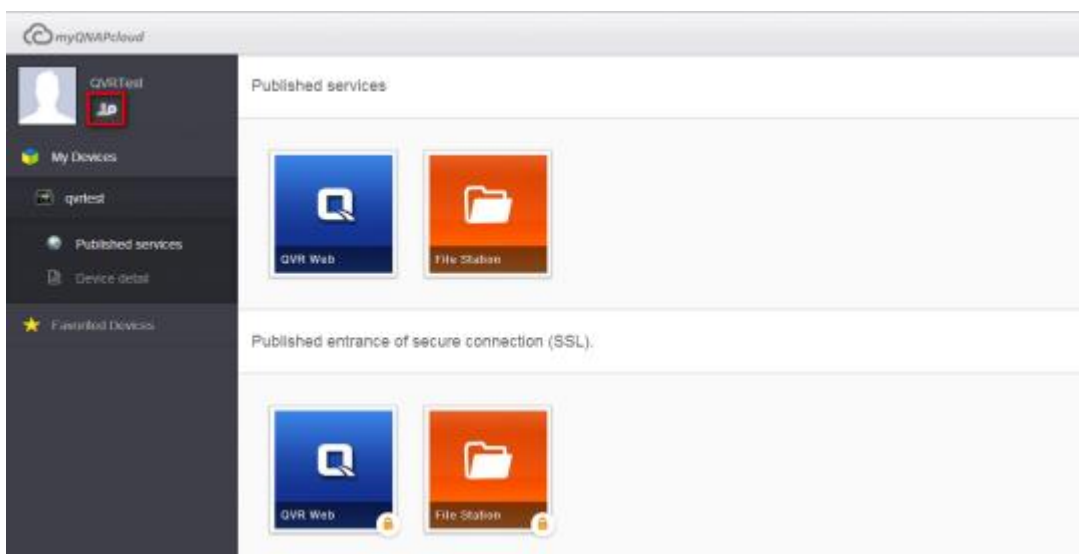 myQNAPcloud
QVRTest
My Devices
qvrtest
Published services
Device detail
Favorited Devices
Published services
QVR Web
File Station
Published entrance of secure connection (SSL).
QVR Web
File Station